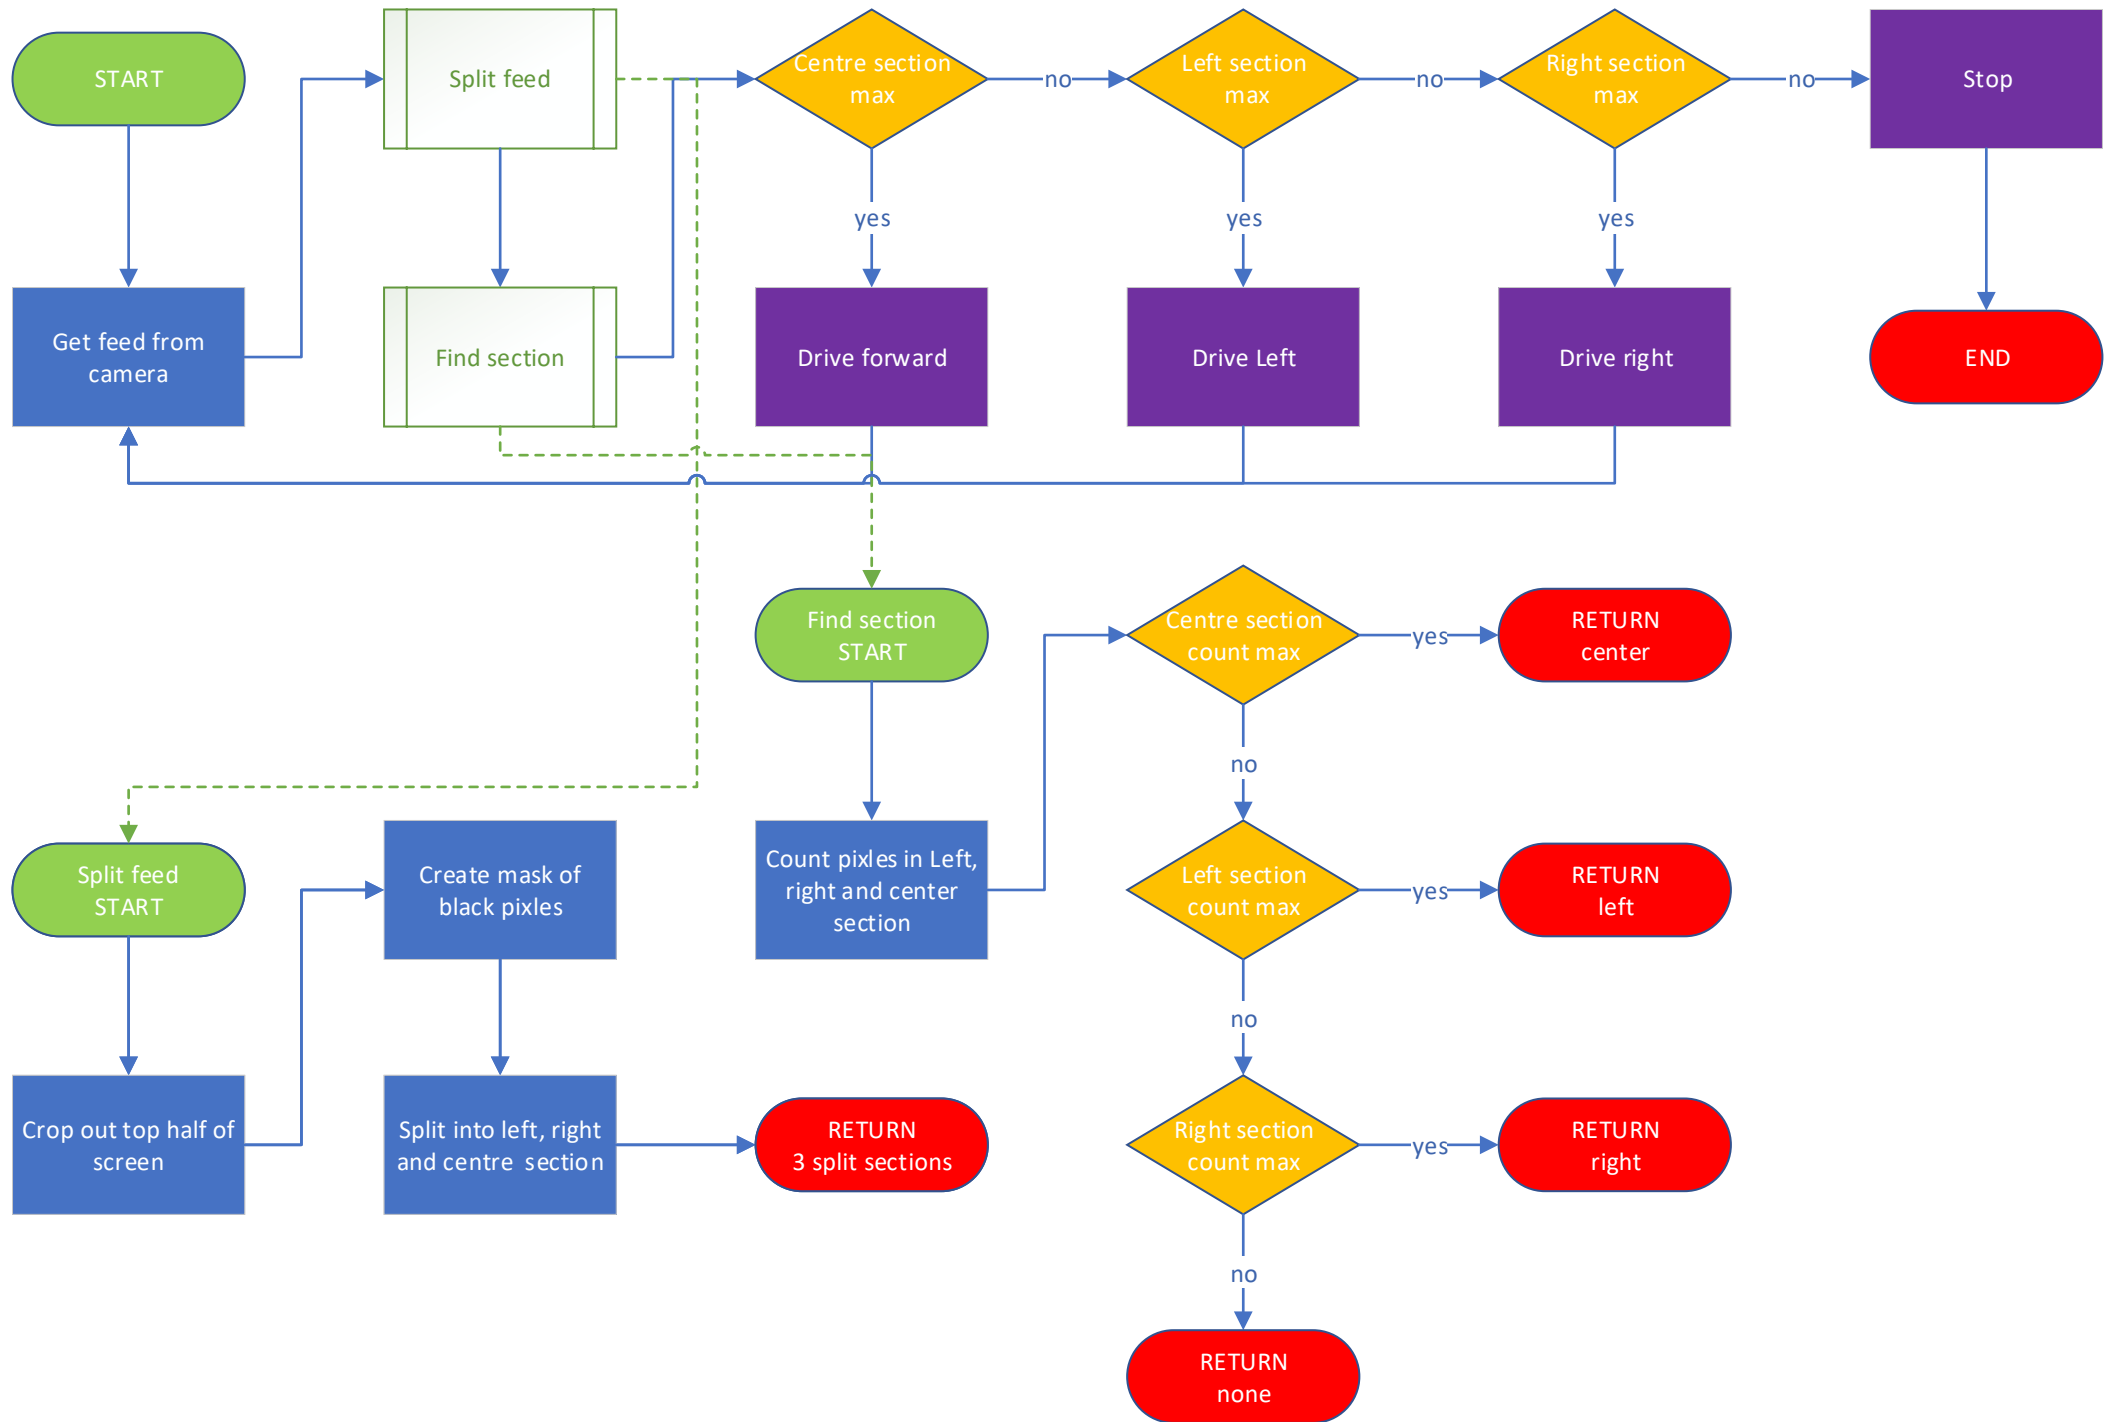 START
Split feed
Centre section
max
no
Left section
max
no
Right section
max
no
Stop
yes
yes
yes
Get feed from
camera
Find section
Drive forward
Drive Left
Drive right
END
Find section
START
Centre section
count max
yes
RETURN
center
no
Split feed
START
Create mask of
black pixles
Count pixles in Left,
right and center
section
Left section
count max
yes
RETURN
left
no
Crop out top half of
screen
Split into left, right
and centre  section
RETURN
3 split sections
Right section
count max
yes
RETURN
right
no
RETURN
none